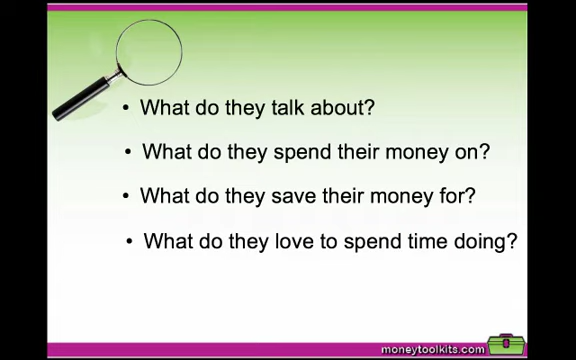 • What do they talk about?
• What do they spend their money on?
• What do they save their money for?
• What do they love to spend time doing?
moneytoolkits.com